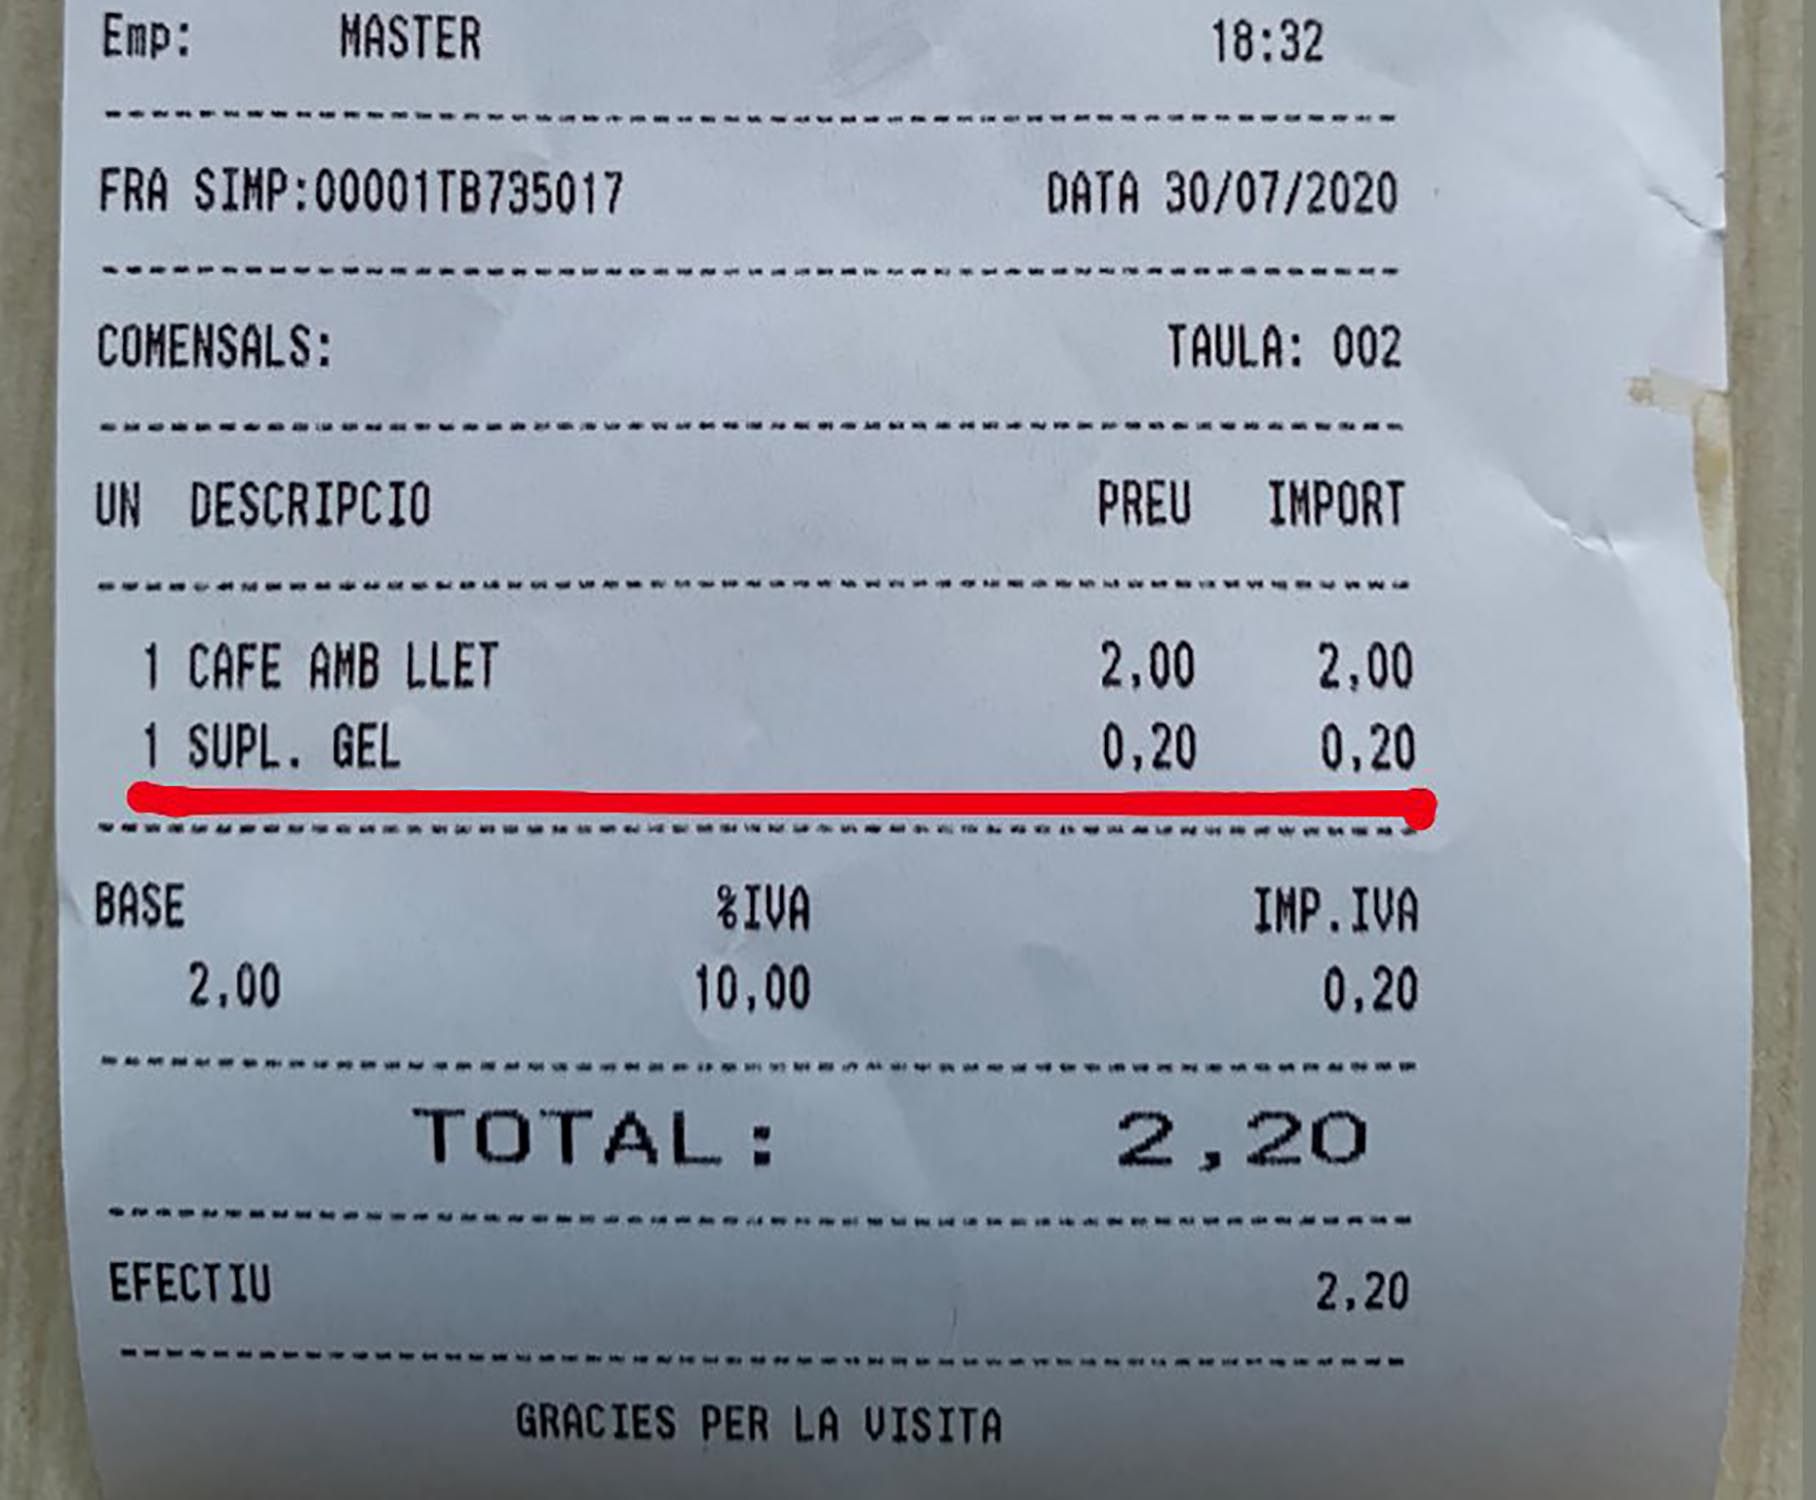 Emp: MASTER 18:32
FRA SIMP:00001TB735017 DATA 30/07/2020
COMENSALS: TAULA: 002
UN DESCRIPCIO PREU IMPORT
1 CAFE AMB LLET 2,00 2,00
1 SUPL. GEL 0,20 0,20
BASE %IVA IMP.IVA
2,00 10,00 0,20
TOTAL: 2,20
EFECTIU 2,20
GRACIES PER LA VISITA